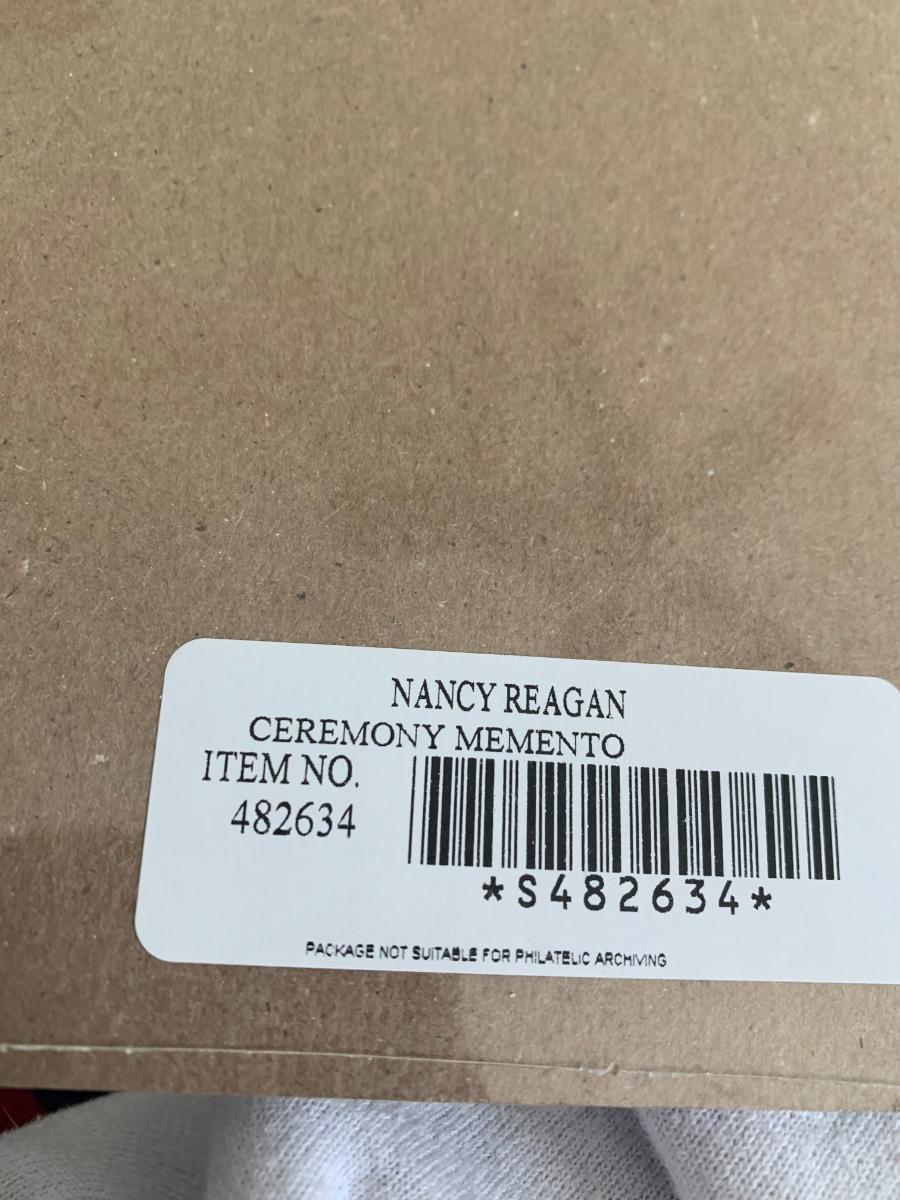 NANCY REAGAN
CEREMONY MEMENTO
ITEM NO.
482634
*S482634*
PACKAGE NOT SUITABLE FOR PHILATELIC ARCHIVING